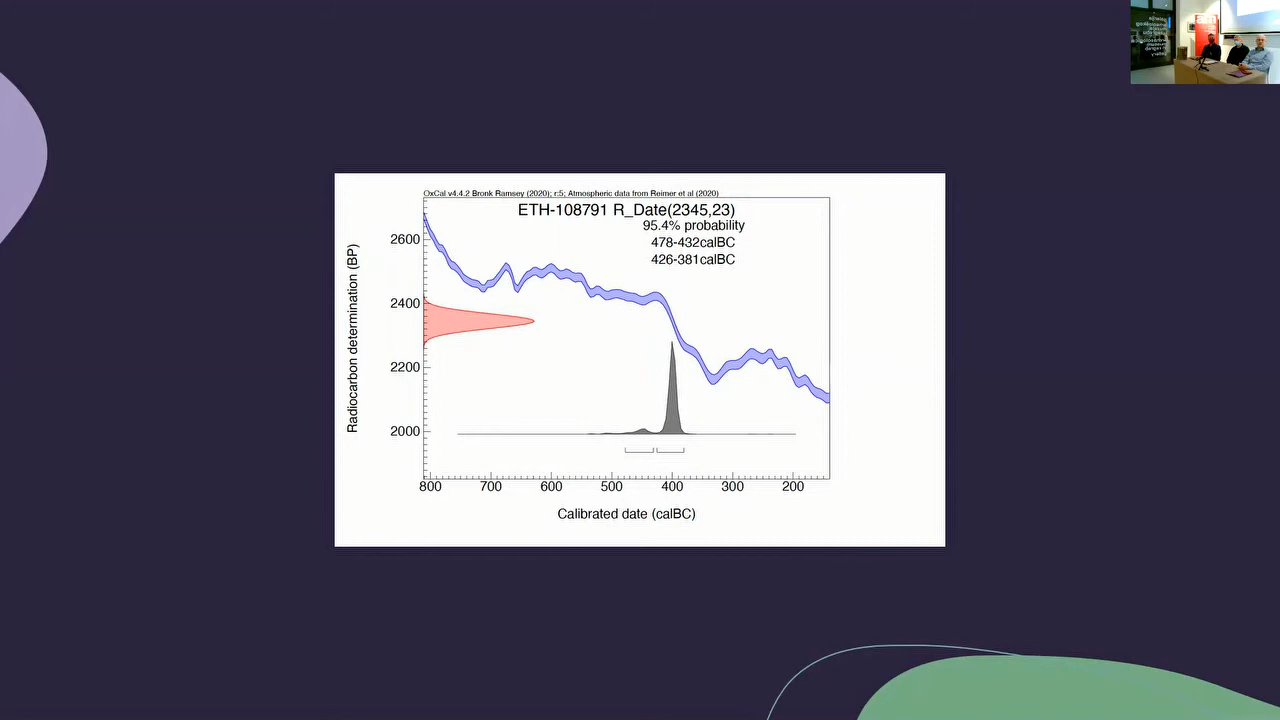 OxCal v4.4.2 Bronk Ramsey (2020); r:5; Atmospheric data from Reimer et al (2020)
ETH-108791 R_Date(2345,23)
95.4% probability
478-432calBC
426-381calBC
Radiocarbon determination (BP)
2600
2400
2200
2000
800 700 600 500 400 300 200
Calibrated date (calBC)